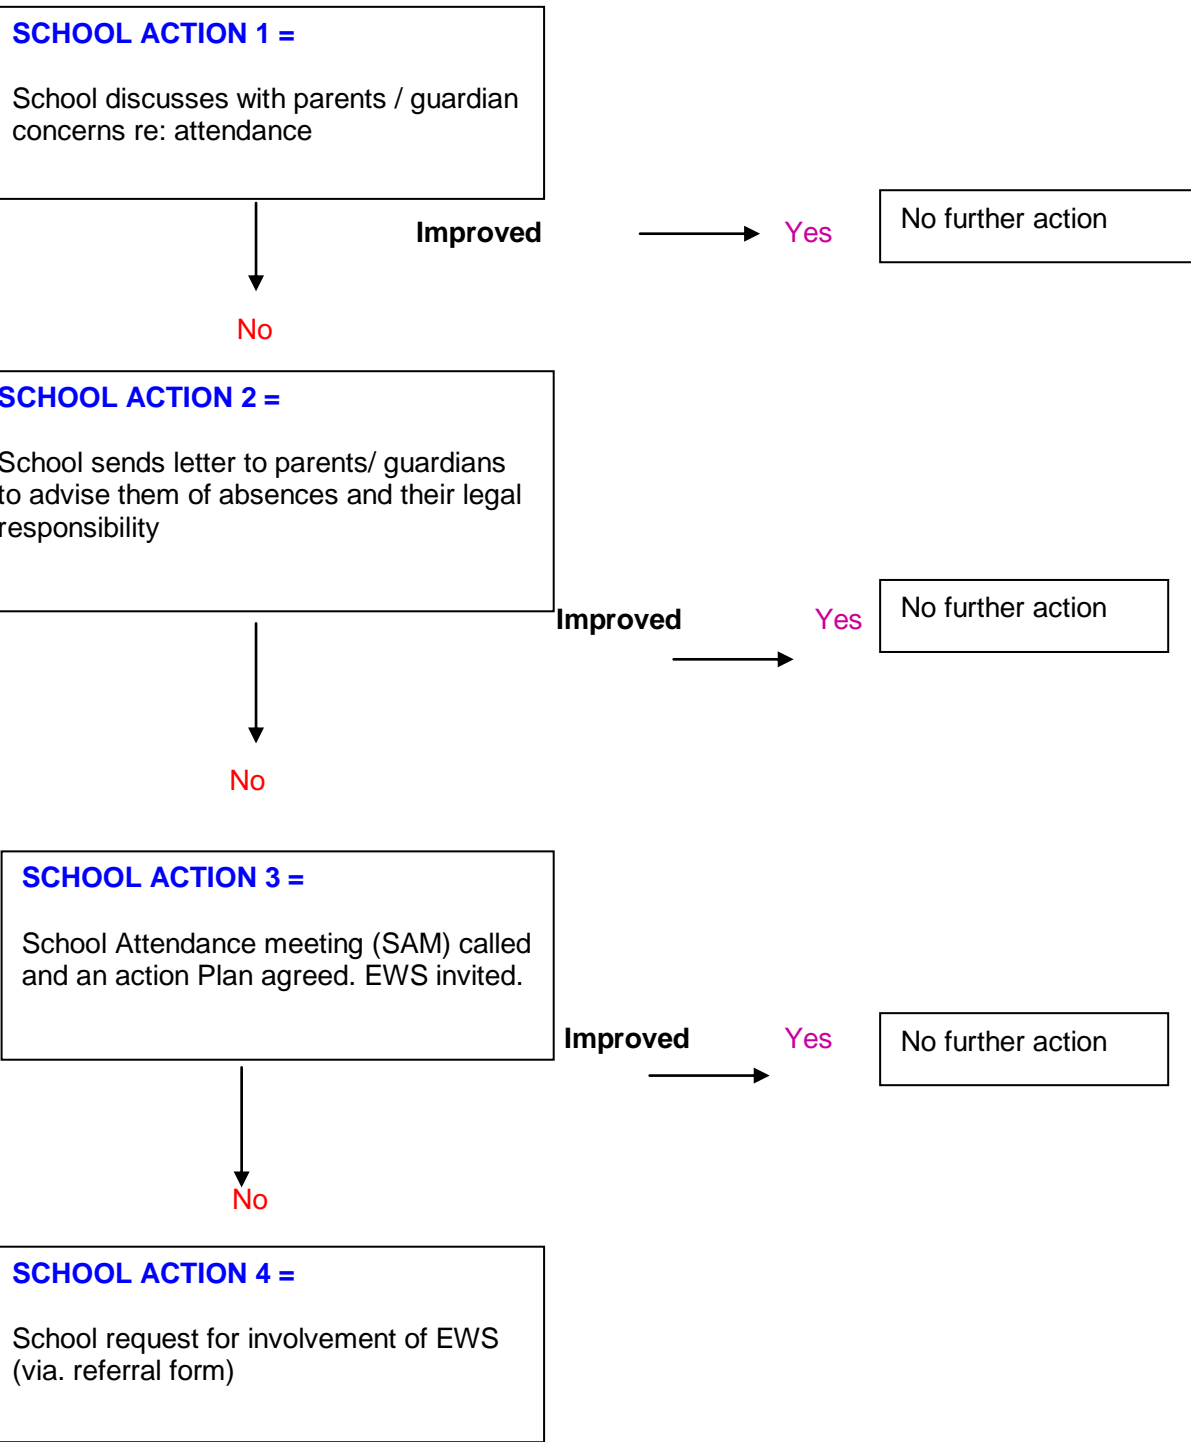 SCHOOL ACTION 1 =
School discusses with parents / guardian
concerns re: attendance
Improved
Yes
No further action
No
SCHOOL ACTION 2 =
School sends letter to parents/ guardians
to advise them of absences and their legal
responsibility
Improved
Yes
No further action
No
SCHOOL ACTION 3 =
School Attendance meeting (SAM) called
and an action Plan agreed. EWS invited.
Improved
Yes
No further action
No
SCHOOL ACTION 4 =
School request for involvement of EWS
(via. referral form)